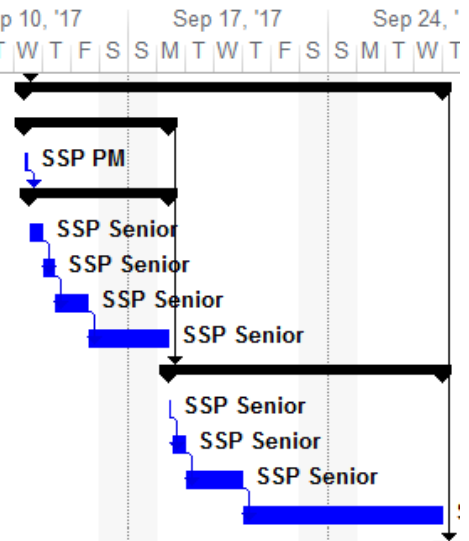 p 10, '17 Sep 17, '17 Sep 24, '
T W T F S S M T W T F S S M T W T
SSP PM
SSP Senior
SSP Senior
SSP Senior
SSP Senior
SSP Senior
SSP Senior
SSP Senior